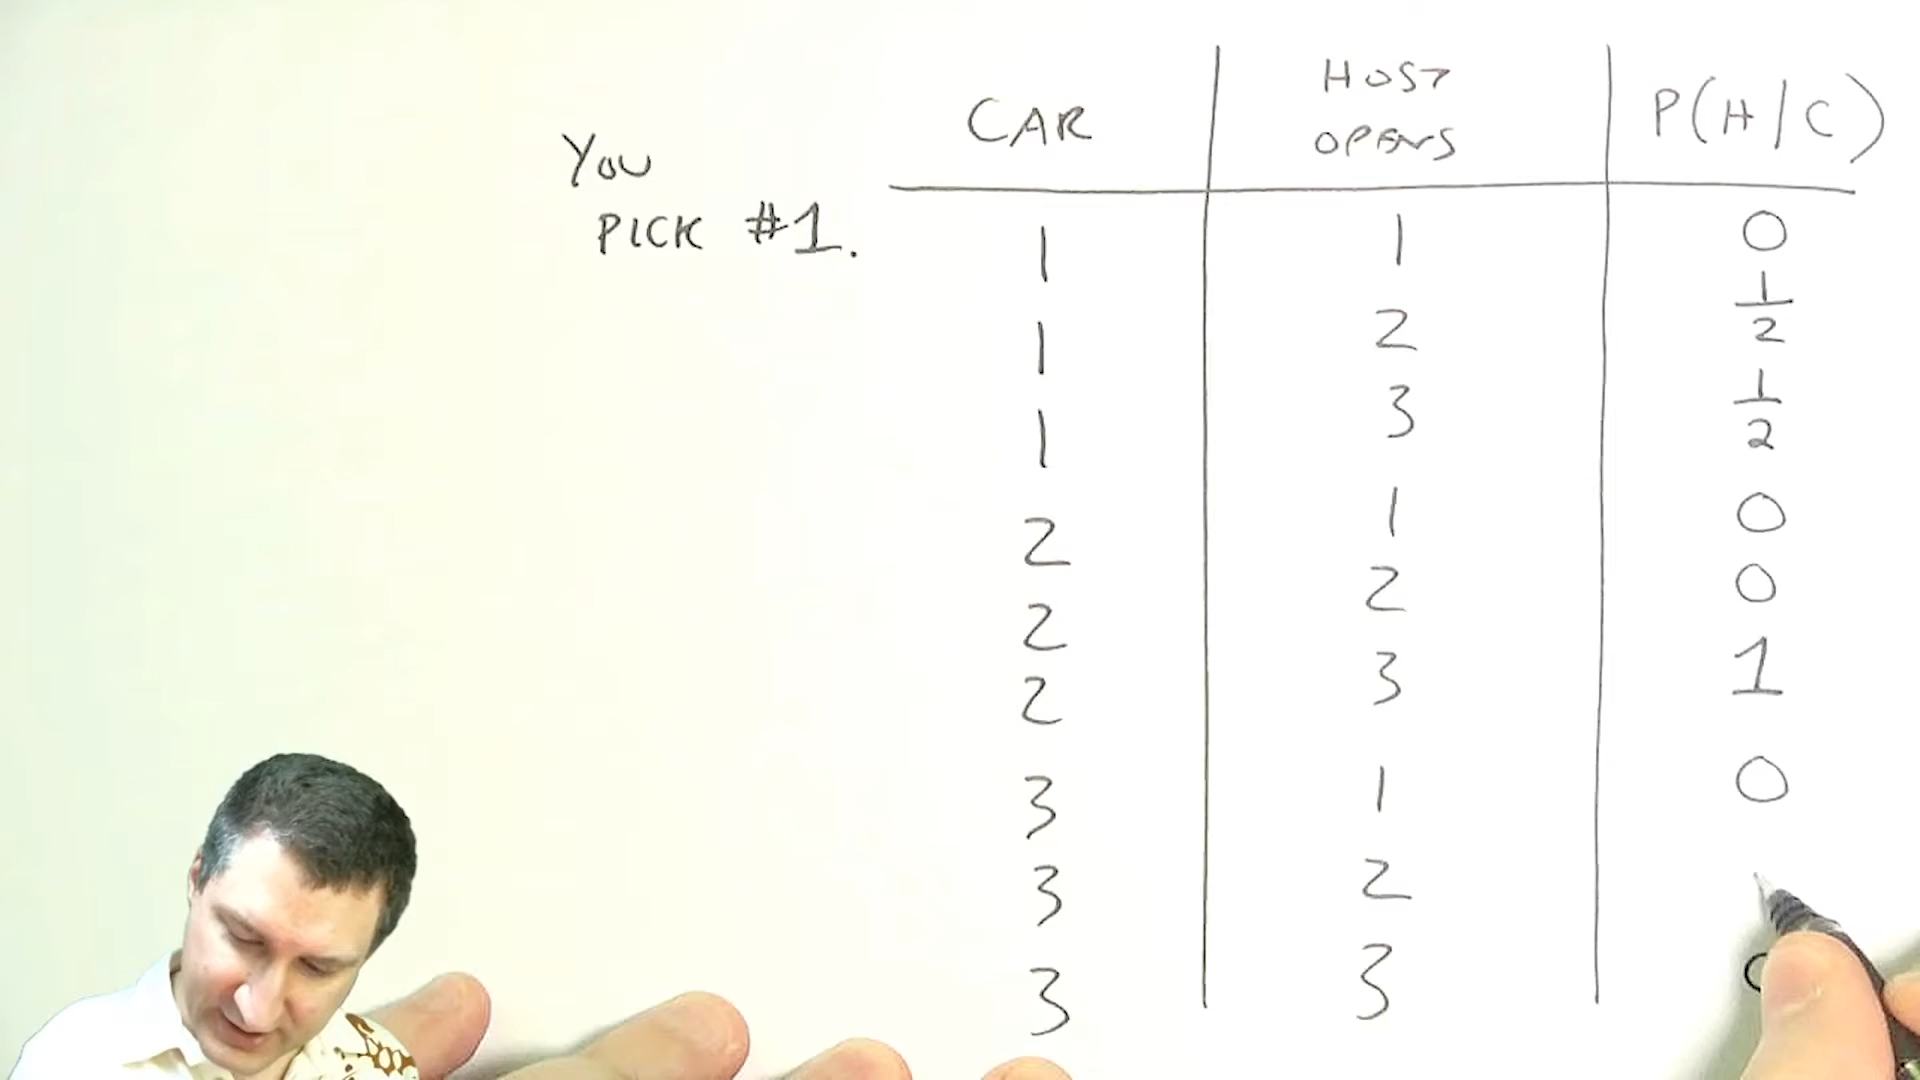 You
PICK #1.
CAR HOST OPENS P(H/C)
1 1 0
1 2 1/2
1 3 1/2
2 1 0
2 2 0
2 3 1
3 1 0
3 2
3 3